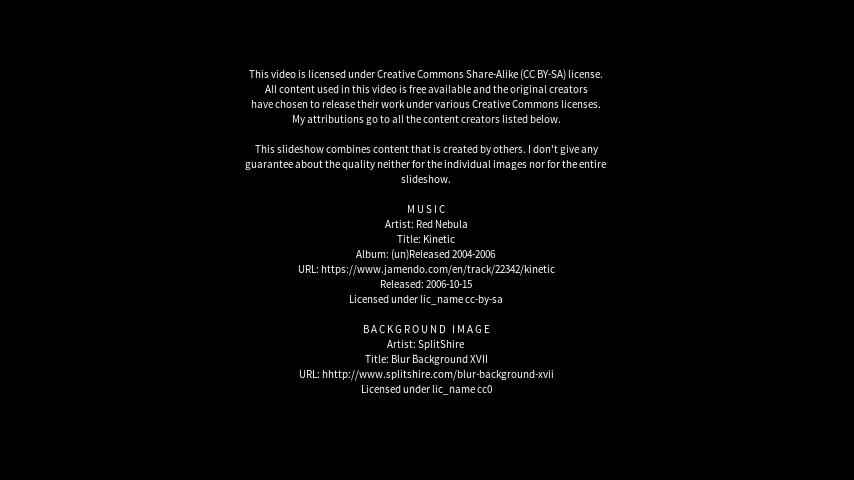 This video is licensed under Creative Commons Share-Alike (CC BY-SA) license.
All content used in this video is free available and the original creators
have chosen to release their work under various Creative Commons licenses.
My attributions go to all the content creators listed below.
This slideshow combines content that is created by others. I don't give any
guarantee about the quality neither for the individual images nor for the entire
slideshow.
MUSIC
Artist: Red Nebula
Title: Kinetic
Album: (un)Released 2004-2006
URL: https://www.jamendo.com/en/track/22342/kinetic
Released: 2006-10-15
Licensed under lic_name cc-by-sa
BACKGROUND IMAGE
Artist: SplitShire
Title: Blur Background XVII
URL: hhttp://www.splitshire.com/blur-background-xvii
Licensed under lic_name cc0